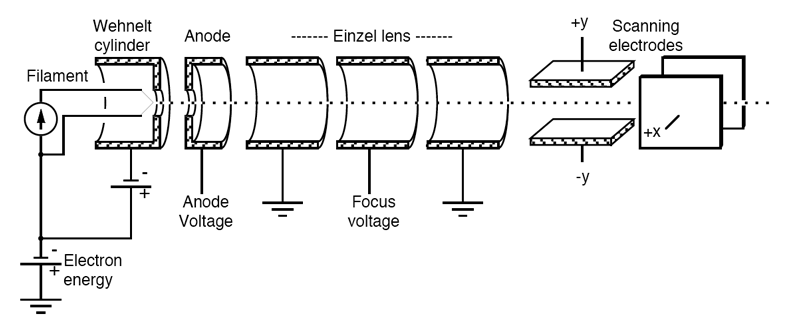 Wehnelt
cylinder
Anode
------- Einzel lens -------
+y
Scanning
electrodes
Filament
I
+x
-
+
Anode
Voltage
Focus
voltage
-y
-
+
Electron
energy